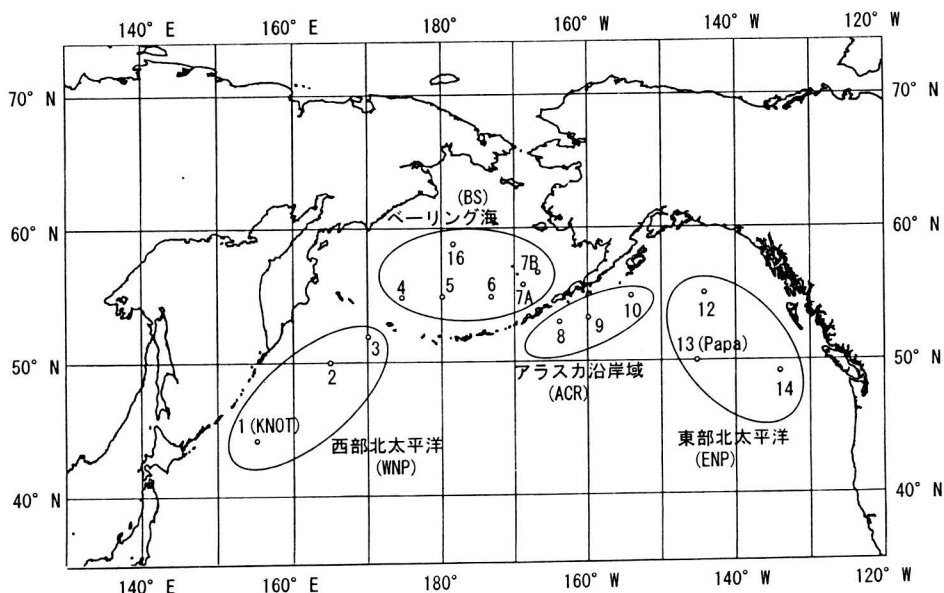 140° E 160° E 180° 160° W 140° W 120° W
70° N 70° N
(BS)
ベーリング海
60° N 60° N
16 7B
4 5 6 7A
12
10
3 8 9 13(Papa)
50° N 50° N
2 14
アラスカ沿岸域
(ACR)
1(KNOT)
西部北太平洋
(WNP)
東部北太平洋
(ENP)
40° N 40° N
140° E 160° E 180° 160° W 140° W 120° W